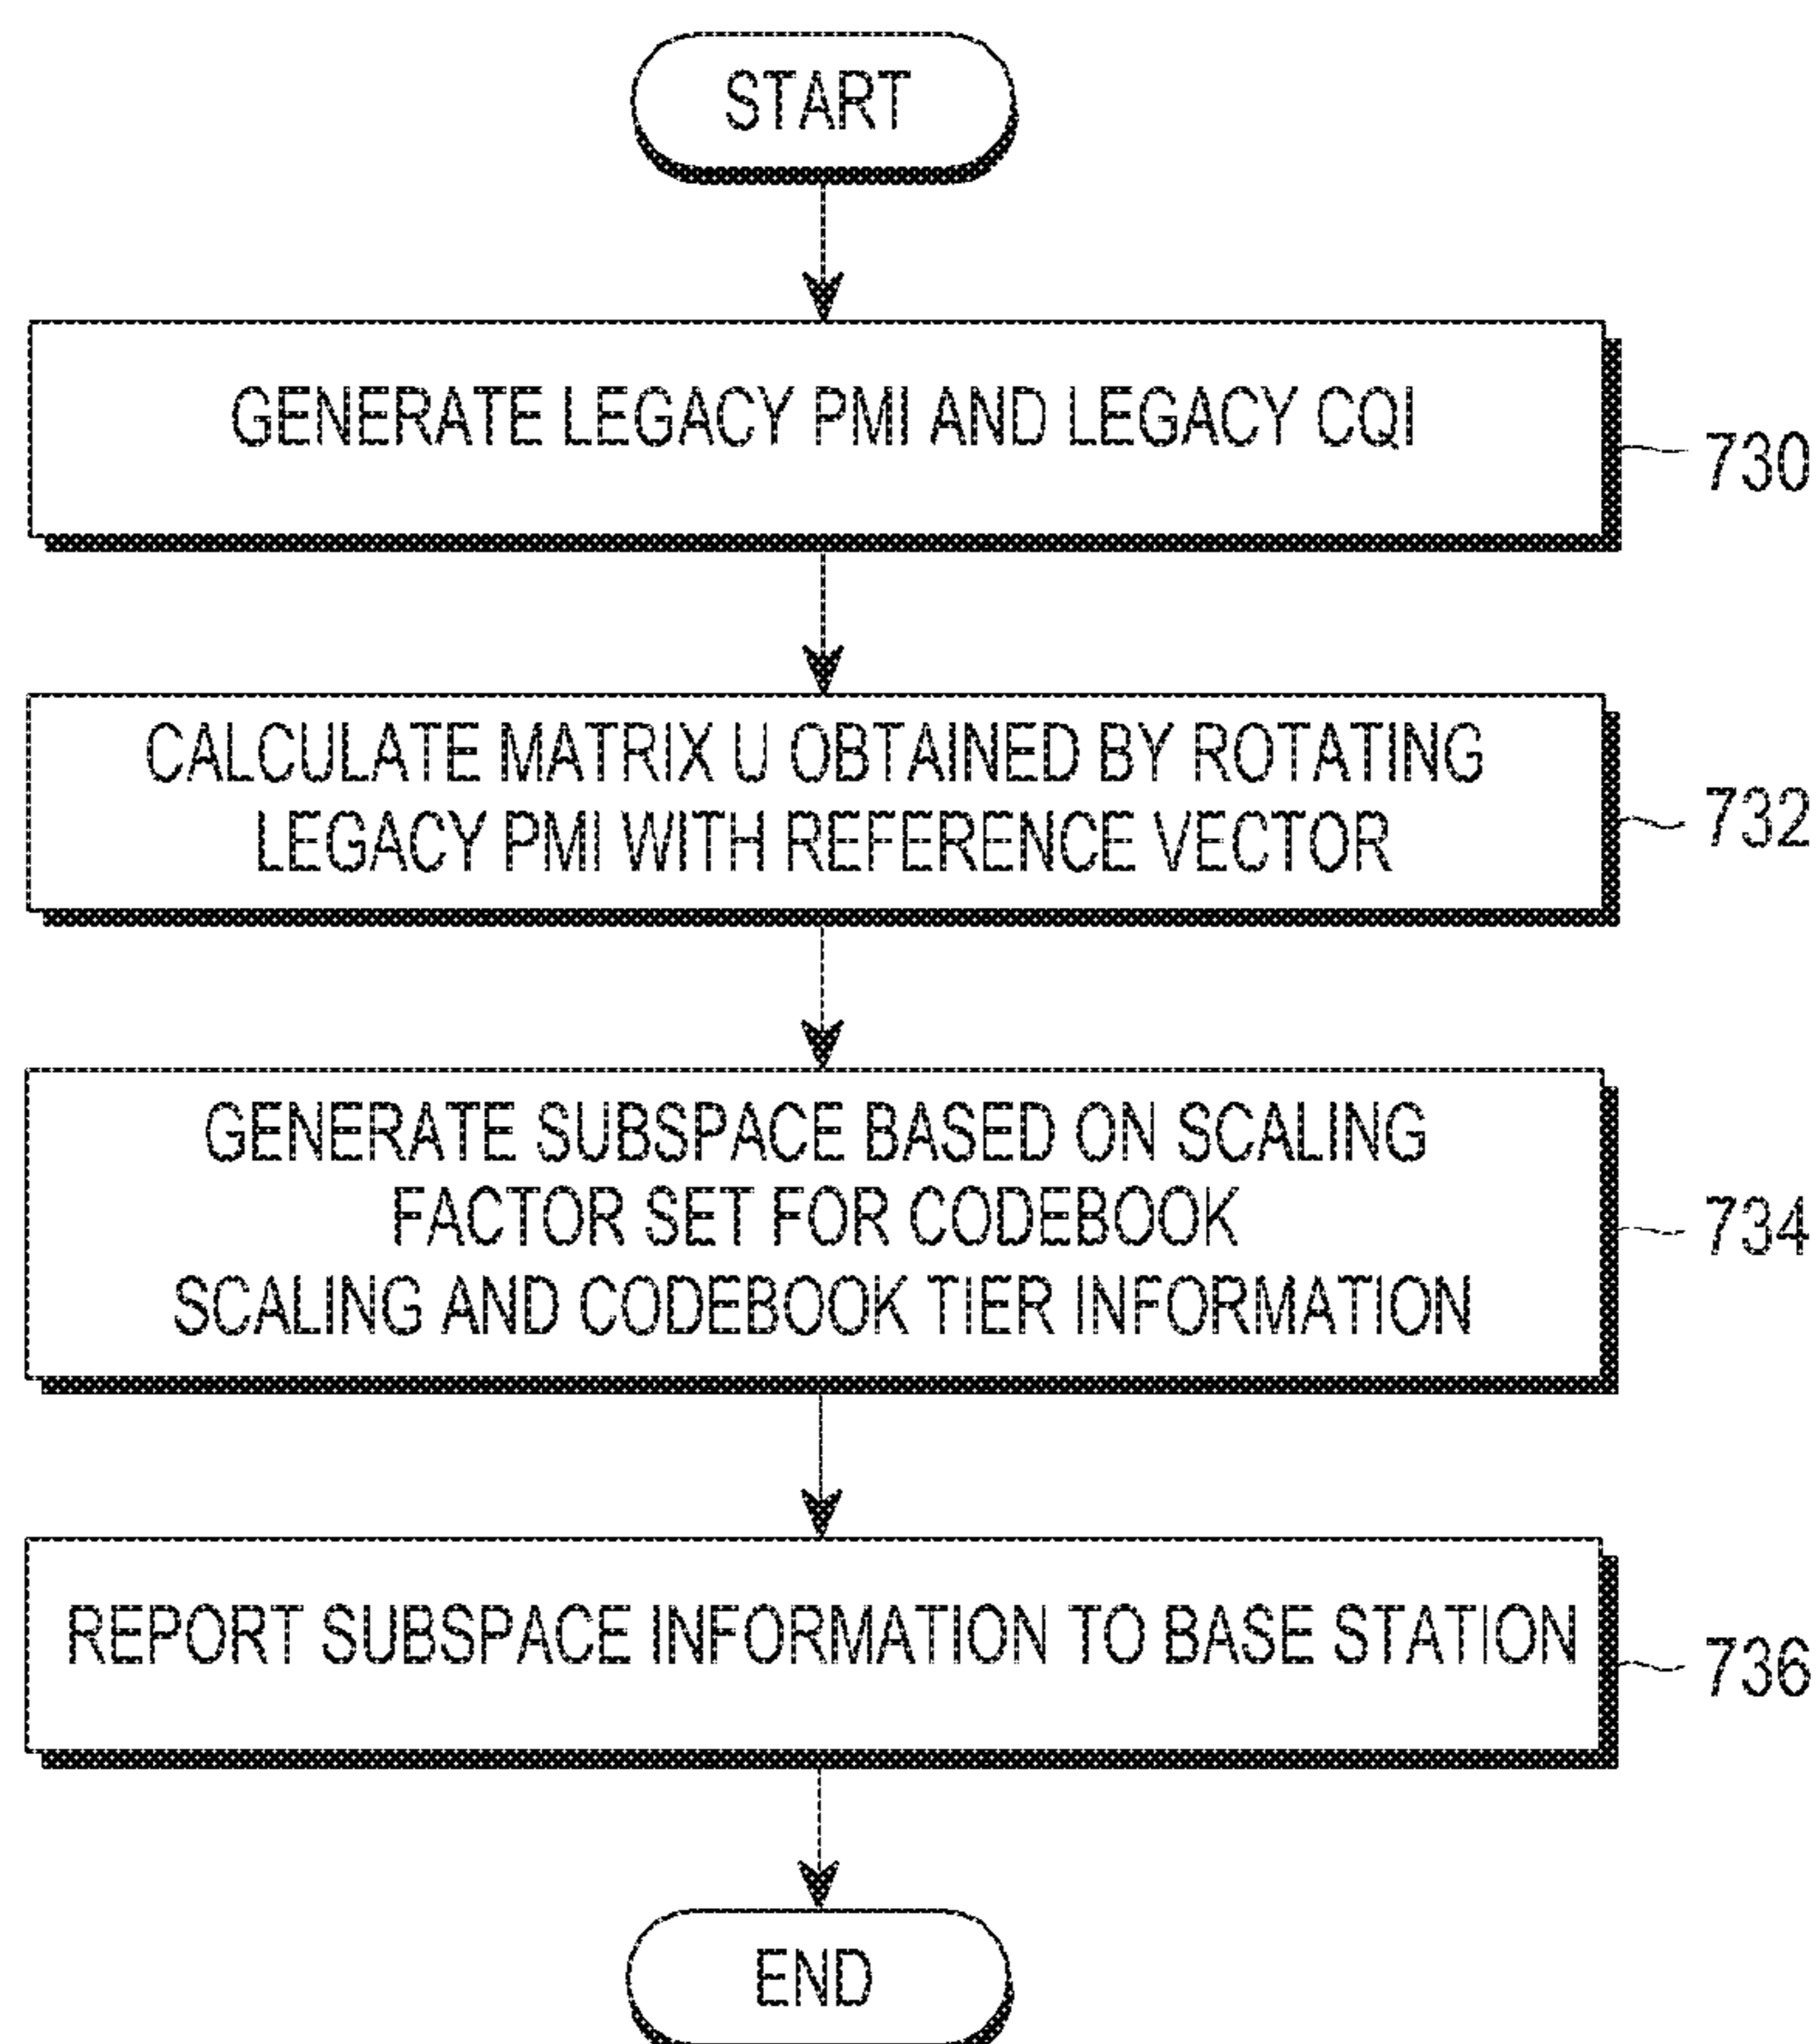 START
GENERATE LEGACY PMI AND LEGACY CQI
730
CALCULATE MATRIX U OBTAINED BY ROTATING
LEGACY PMI WITH REFERENCE VECTOR
732
GENERATE SUBSPACE BASED ON SCALING
FACTOR SET FOR CODEBOOK
SCALING AND CODEBOOK TIER INFORMATION
734
REPORT SUBSPACE INFORMATION TO BASE STATION
736
END